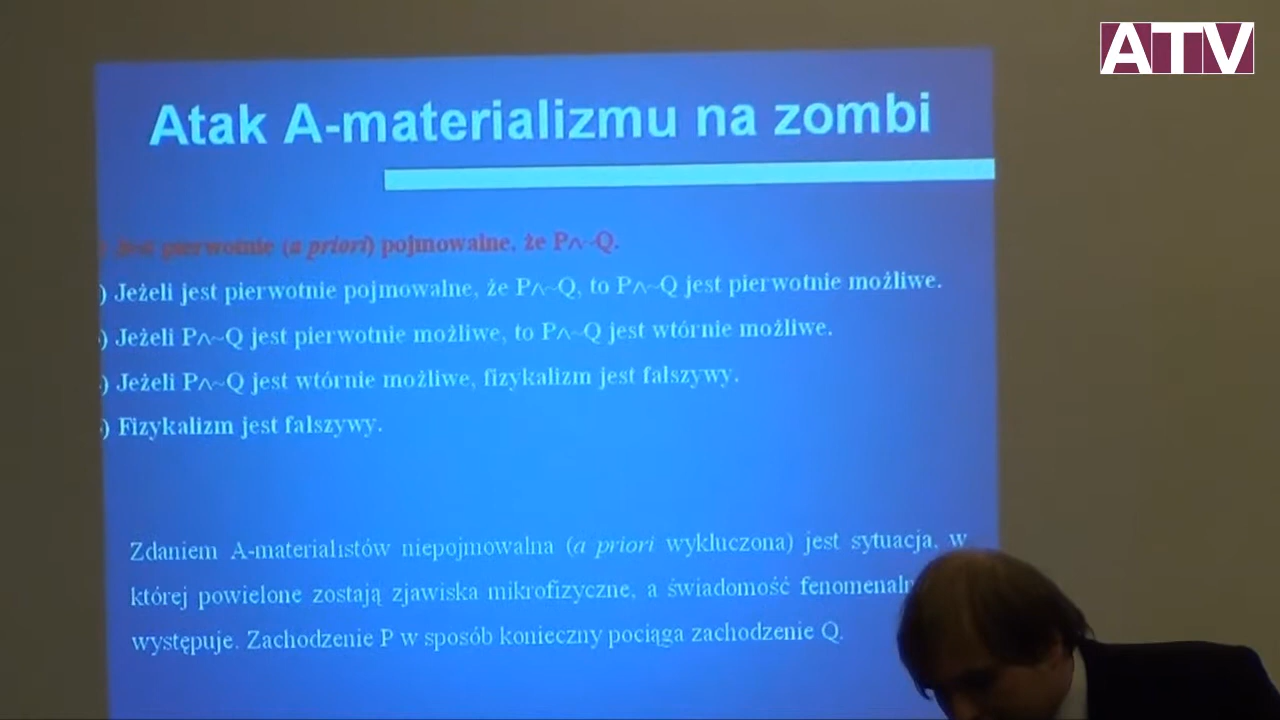 ATV
Atak A-materializmu na zombi
) Jest pierwotnie (a priori) pojmowalne, że P∧~Q.
) Jeżeli jest pierwotnie pojmowalne, że P∧~Q, to P∧~Q jest pierwotnie możliwe.
) Jeżeli P∧~Q jest pierwotnie możliwe, to P∧~Q jest wtórnie możliwe.
) Jeżeli P∧~Q jest wtórnie możliwe, fizykalizm jest fałszywy.
) Fizykalizm jest fałszywy.
Zdaniem A-materialistów niepojmowalna (a priori wykluczona) jest sytuacja, w
której powielone zostają zjawiska mikrofizyczne, a świadomość fenomenaln
występuje. Zachodzenie P w sposób konieczny pociąga zachodzenie Q.